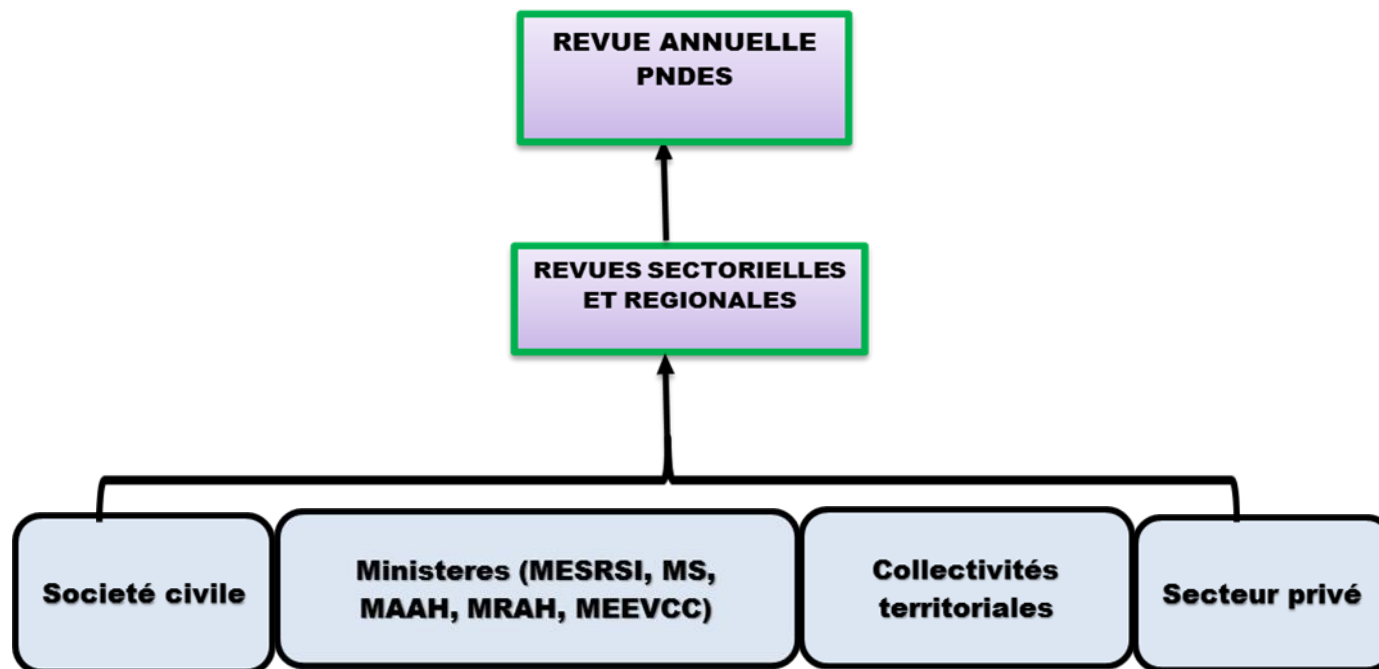 REVUE ANNUELLE
PNDES
REVUES SECTORIELLES
ET REGIONALES
Societé civile
Ministeres (MESRSI, MS,
MAAH, MRAH, MEEVCC)
Collectivités
territoriales
Secteur privé